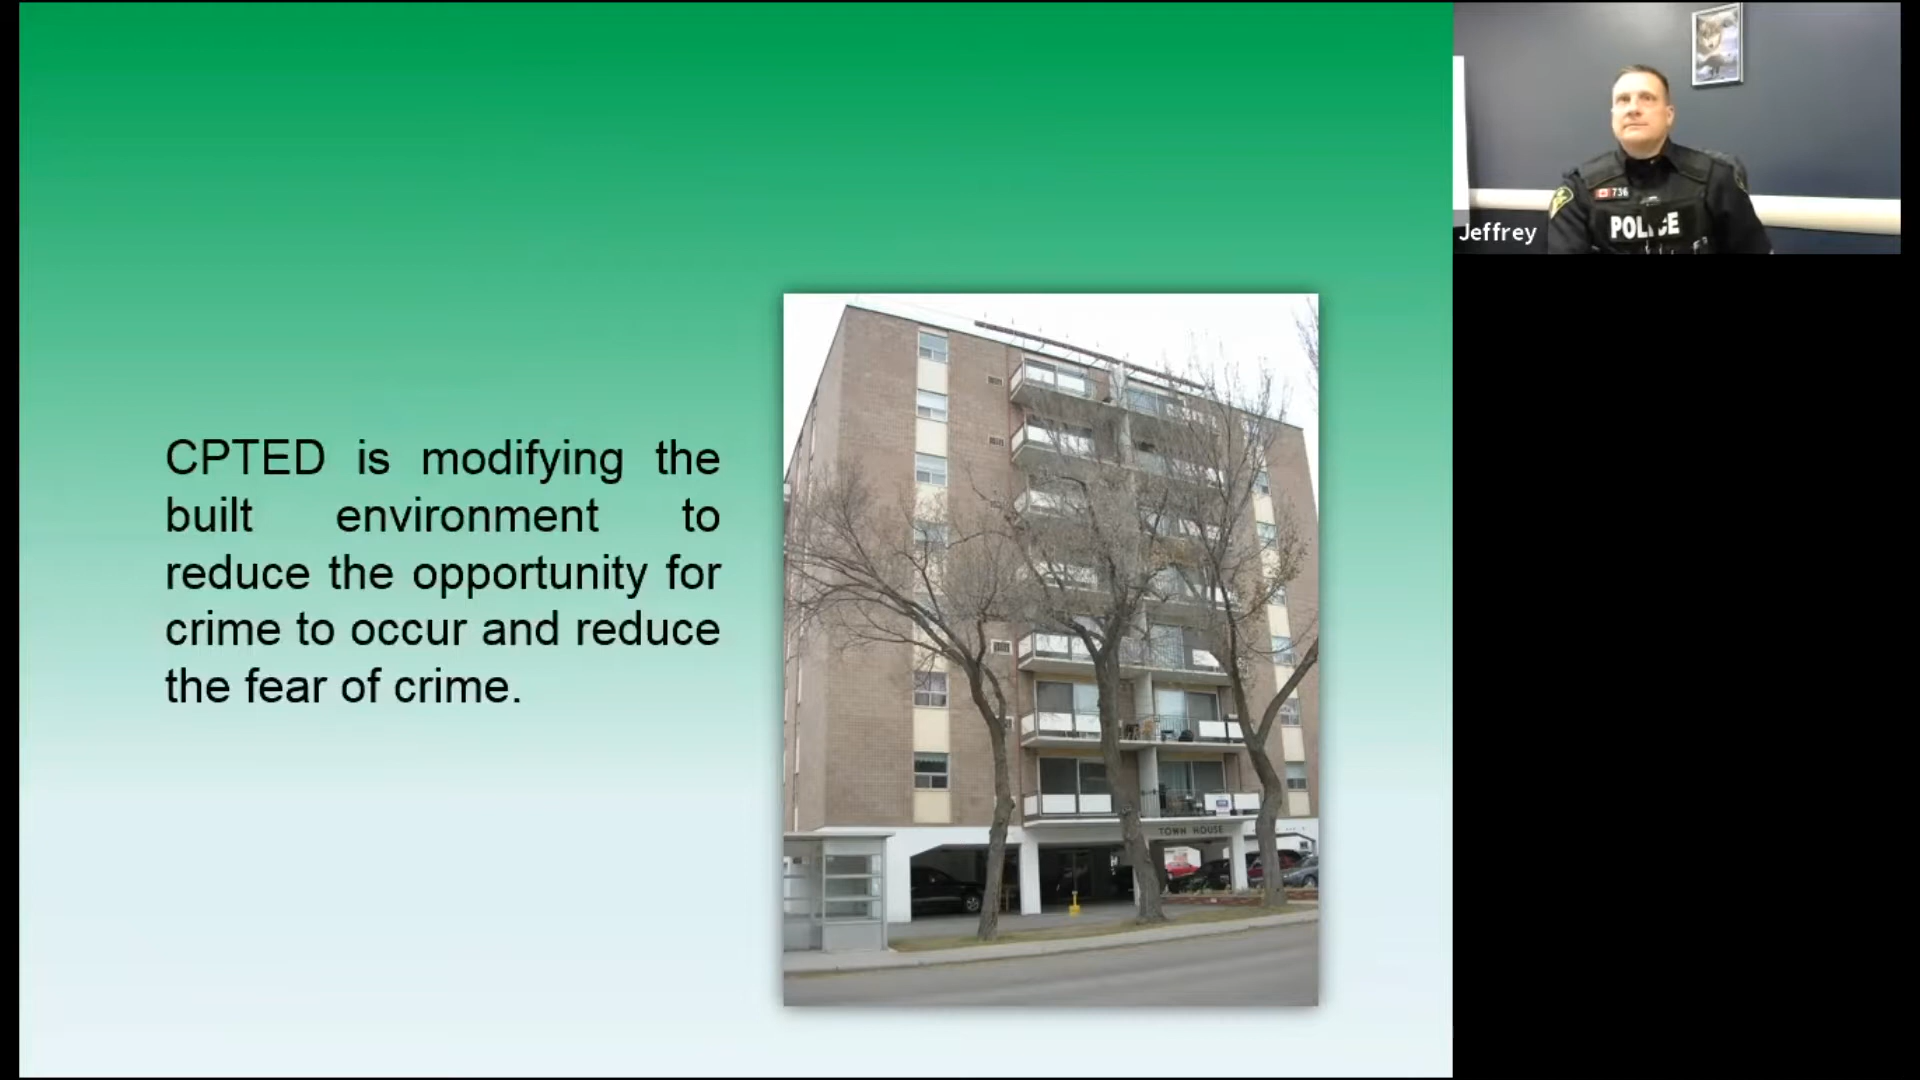 CPTED is modifying the
built environment to
reduce the opportunity for
crime to occur and reduce
the fear of crime.
TOWN HOUSE
736
POLICE
Jeffrey